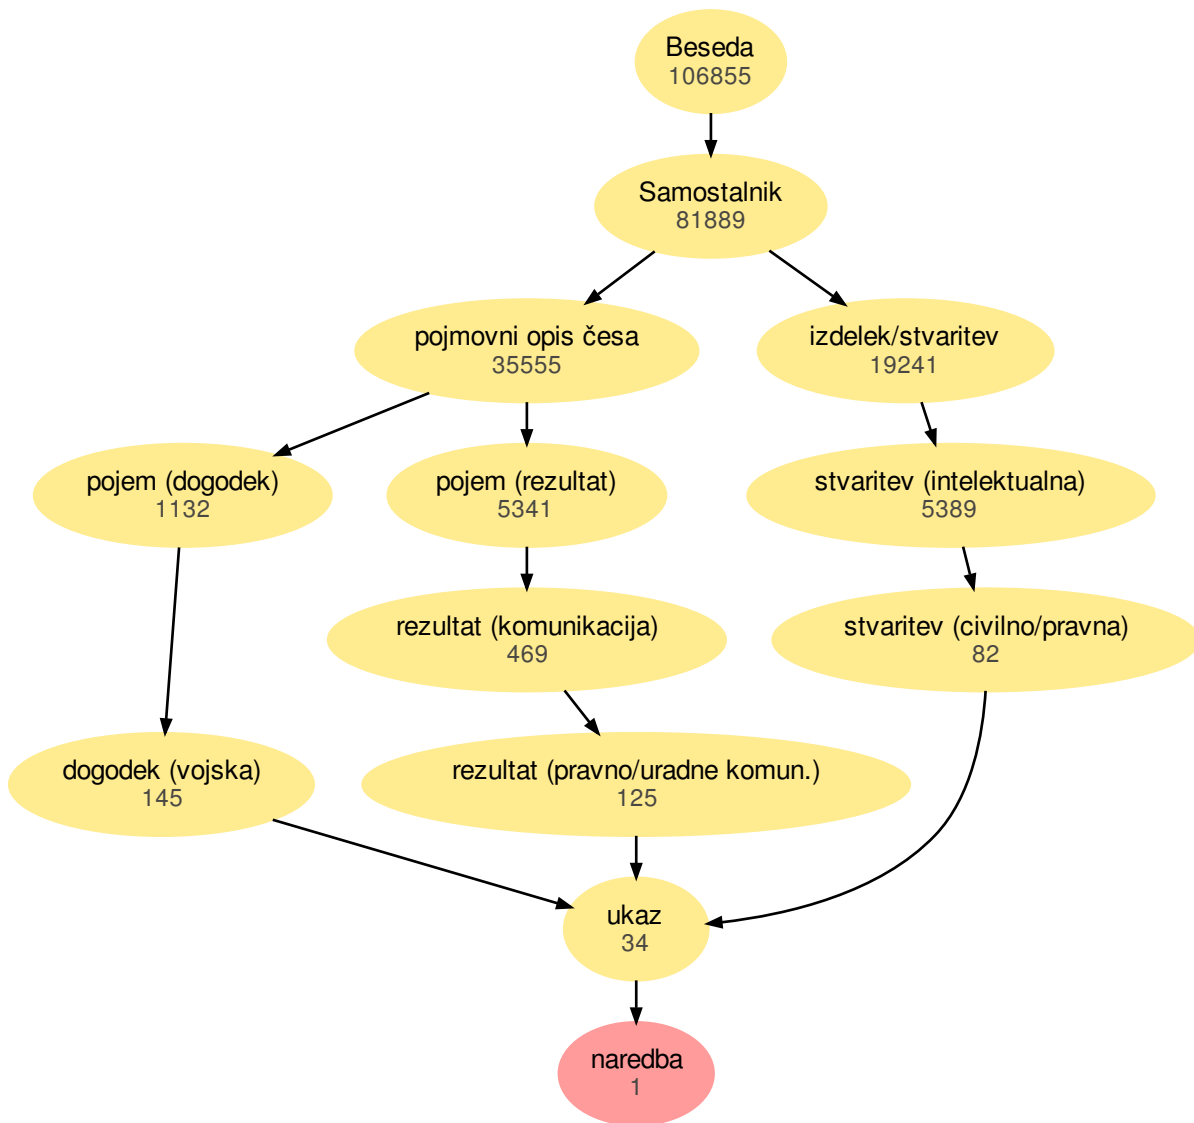 Beseda
106855
Samostalnik
81889
pojmovni opis česa
35555
izdelek/stvaritev
19241
pojem (dogodek)
1132
pojem (rezultat)
5341
stvaritev (intelektualna)
5389
rezultat (komunikacija)
469
stvaritev (civilno/pravna)
82
dogodek (vojska)
145
rezultat (pravno/uradne komun.)
125
ukaz
34
naredba
1